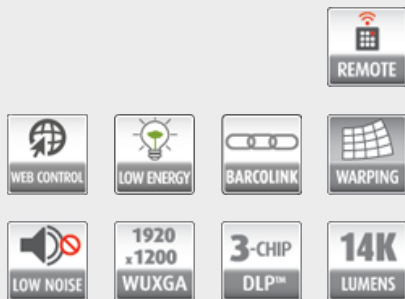 REMOTE
WEB CONTROL
LOW ENERGY
BARCOLINK
WARPING
LOW NOISE
1920
x1200
WUXGA
3-CHIP
DLP™
14K
LUMENS